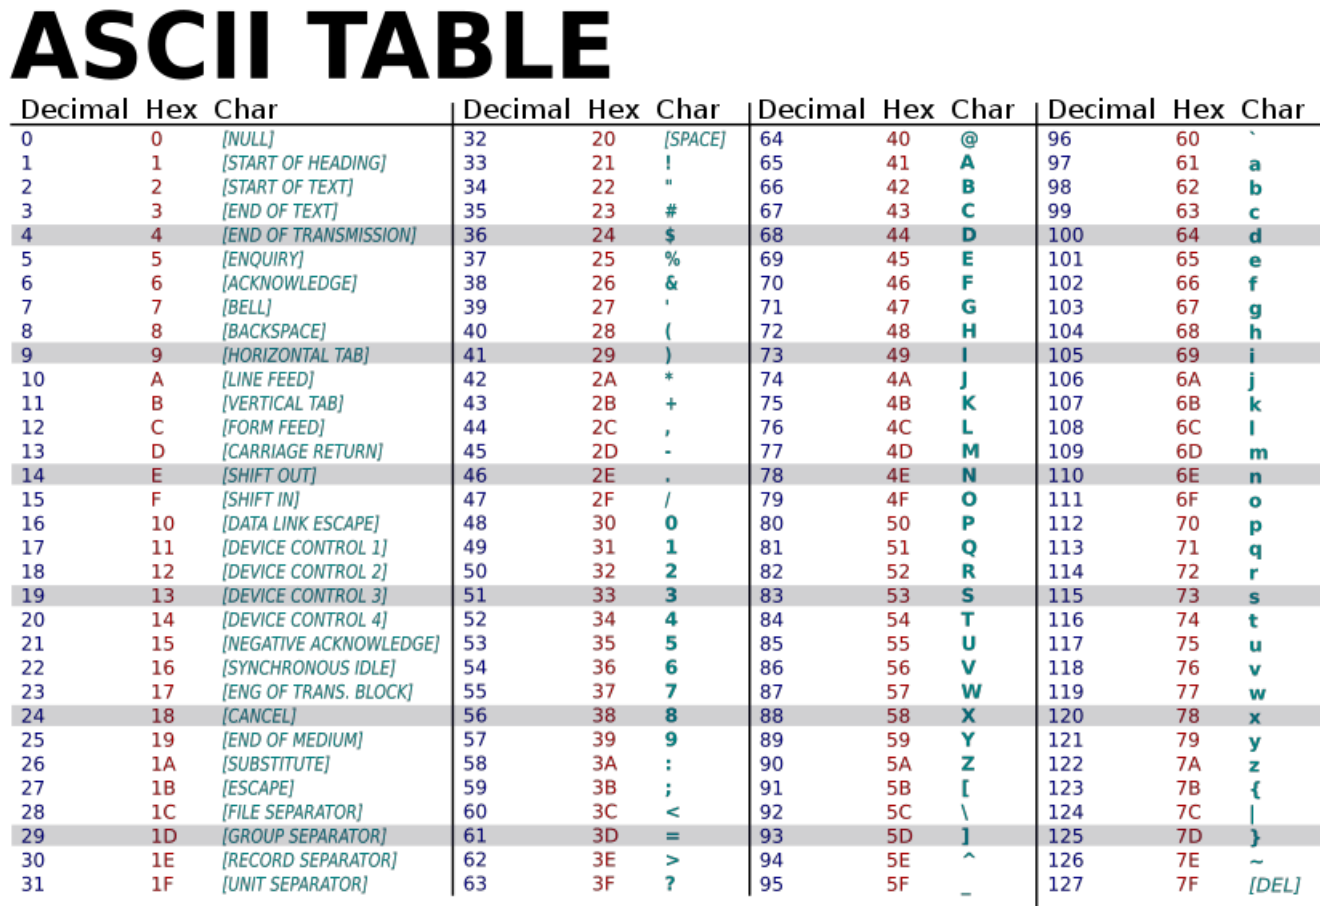 ASCII TABLE
Decimal Hex Char Decimal Hex Char Decimal Hex Char Decimal Hex Char
0 0 [NULL] 32 20 [SPACE] 64 40 @ 96 60 `
1 1 [START OF HEADING] 33 21 ! 65 41 A 97 61 a
2 2 [START OF TEXT] 34 22 " 66 42 B 98 62 b
3 3 [END OF TEXT] 35 23 # 67 43 C 99 63 c
4 4 [END OF TRANSMISSION] 36 24 $ 68 44 D 100 64 d
5 5 [ENQUIRY] 37 25 % 69 45 E 101 65 e
6 6 [ACKNOWLEDGE] 38 26 & 70 46 F 102 66 f
7 7 [BELL] 39 27 ' 71 47 G 103 67 g
8 8 [BACKSPACE] 40 28 ( 72 48 H 104 68 h
9 9 [HORIZONTAL TAB] 41 29 ) 73 49 I 105 69 i
10 A [LINE FEED] 42 2A * 74 4A J 106 6A j
11 B [VERTICAL TAB] 43 2B + 75 4B K 107 6B k
12 C [FORM FEED] 44 2C , 76 4C L 108 6C l
13 D [CARRIAGE RETURN] 45 2D - 77 4D M 109 6D m
14 E [SHIFT OUT] 46 2E . 78 4E N 110 6E n
15 F [SHIFT IN] 47 2F / 79 4F O 111 6F o
16 10 [DATA LINK ESCAPE] 48 30 0 80 50 P 112 70 p
17 11 [DEVICE CONTROL 1] 49 31 1 81 51 Q 113 71 q
18 12 [DEVICE CONTROL 2] 50 32 2 82 52 R 114 72 r
19 13 [DEVICE CONTROL 3] 51 33 3 83 53 S 115 73 s
20 14 [DEVICE CONTROL 4] 52 34 4 84 54 T 116 74 t
21 15 [NEGATIVE ACKNOWLEDGE] 53 35 5 85 55 U 117 75 u
22 16 [SYNCHRONOUS IDLE] 54 36 6 86 56 V 118 76 v
23 17 [ENG OF TRANS. BLOCK] 55 37 7 87 57 W 119 77 w
24 18 [CANCEL] 56 38 8 88 58 X 120 78 x
25 19 [END OF MEDIUM] 57 39 9 89 59 Y 121 79 y
26 1A [SUBSTITUTE] 58 3A : 90 5A Z 122 7A z
27 1B [ESCAPE] 59 3B ; 91 5B [ 123 7B {
28 1C [FILE SEPARATOR] 60 3C < 92 5C \ 124 7C |
29 1D [GROUP SEPARATOR] 61 3D = 93 5D ] 125 7D }
30 1E [RECORD SEPARATOR] 62 3E > 94 5E ^ 126 7E ~
31 1F [UNIT SEPARATOR] 63 3F ? 95 5F _ 127 7F [DEL]